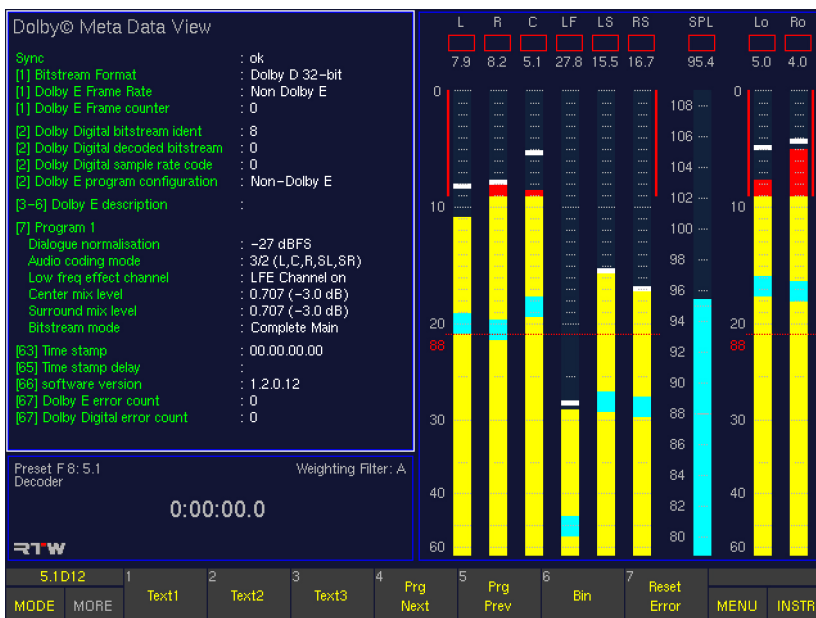 Dolby© Meta Data View
Sync : ok
[1] Bitstream Format : Dolby D 32-bit
[1] Dolby E Frame Rate : Non Dolby E
[1] Dolby E Frame counter : 0
[2] Dolby Digital bitstream ident : 8
[2] Dolby Digital decoded bitstream : 0
[2] Dolby Digital sample rate code : 0
[2] Dolby E program configuration : Non-Dolby E
[3-6] Dolby E description :
[7] Program 1
Dialogue normalisation : -27 dBFS
Audio coding mode : 3/2 (L,C,R,SL,SR)
Low freq effect channel : LFE Channel on
Center mix level : 0.707 (-3.0 dB)
Surround mix level : 0.707 (-3.0 dB)
Bitstream mode : Complete Main
[63] Time stamp : 00.00.00.00
[65] Time stamp delay :
[66] software version : 1.2.0.12
[67] Dolby E error count : 0
[67] Dolby Digital error count : 0
Preset F 8: 5.1 Weighting Filter: A
Decoder
0:00:00.0
RTW
L R C LF LS RS SPL Lo Ro
7.9 8.2 5.1 27.8 15.5 16.7 95.4 5.0 4.0
0 0
108
106
104
102
10 10
100
98
96
94
20 20
88 88
92
90
88
30 30
86
84
40 40
82
80
60 60
5.1D12 1 2 3 4 5 6 7
MODE MORE Text1 Text2 Text3 Prg Next Prg Prev Bin Reset Error MENU INSTR